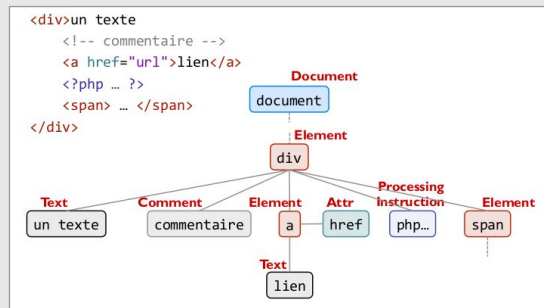 <div>un texte
<!-- commentaire -->
<a href="url">lien</a>
<?php … ?>
<span> … </span>
</div>
Document
document
Element
div
Text
Comment
Element
Attr
Processing
Instruction
Element
un texte
commentaire
a
href
php…
span
Text
lien